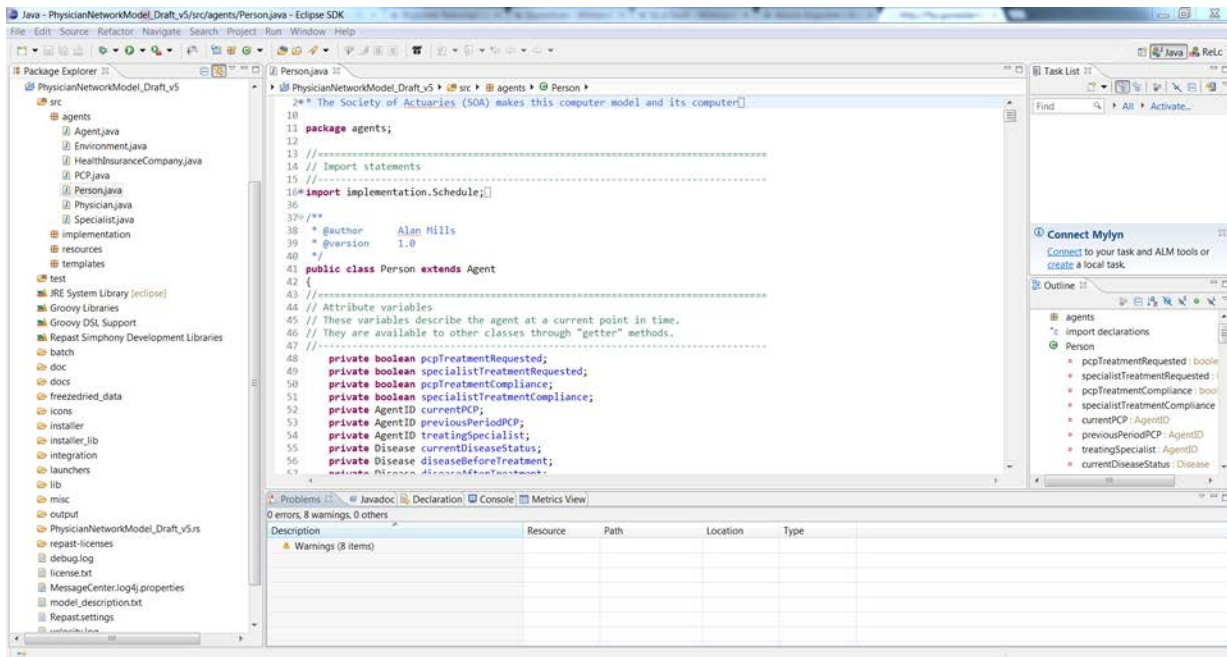 Java - PhysicianNetworkModel_Draft_v5/src/agents/Person.java - Eclipse SDK
File Edit Source Refactor Navigate Search Project Run Window Help
Java
Package Explorer
PhysicianNetworkModel_Draft_v5
src
agents
Agent.java
Environment.java
HealthInsuranceCompany.java
PCP.java
Person.java
Physician.java
Specialist.java
implementation
resources
templates
test
JRE System Library [eclipse]
Groovy Libraries
Groovy DSL Support
Repast Simphony Development Libraries
batch
doc
docs
freezedried_data
icons
installer
installer_lib
integration
launchers
lib
misc
output
PhysicianNetworkModel_Draft_v5.rs
repast-licenses
debug.log
license.txt
MessageCenter.log4j.properties
model_description.txt
Repast.settings
Person.java
PhysicianNetworkModel_Draft_v5 src agents Person
2 * The Society of Actuaries (SOA) makes this computer model and its computer
10
11 package agents;
12
13 //==============================================================================
14 // Import statements
15 //------------------------------------------------------------------------------
16 import implementation.Schedule;
36
37 /**
38 * @author Alan Mills
39 * @version 1.0
40 */
41 public class Person extends Agent
42 {
43 //==============================================================================
44 // Attribute variables
45 // These variables describe the agent at a current point in time.
46 // They are available to other classes through "getter" methods.
47 //------------------------------------------------------------------------------
48 private boolean pcpTreatmentRequested;
49 private boolean specialistTreatmentRequested;
50 private boolean pcpTreatmentCompliance;
51 private boolean specialistTreatmentCompliance;
52 private AgentID currentPCP;
53 private AgentID previousPeriodPCP;
54 private AgentID treatingSpecialist;
55 private Disease currentDiseaseStatus;
56 private Disease diseaseBeforeTreatment;
57 private Disease diseaseAfterTreatment;
Problems Javadoc Declaration Console Metrics View
0 errors, 8 warnings, 0 others
Description Resource Path Location Type
Warnings (8 items)
Task List
Find All Activate...
Connect Mylyn
Connect to your task and ALM tools or
create a local task.
Outline
agents
import declarations
Person
pcpTreatmentRequested : boole
specialistTreatmentRequested :
pcpTreatmentCompliance : bool
specialistTreatmentCompliance
currentPCP : AgentID
previousPeriodPCP : AgentID
treatingSpecialist : AgentID
currentDiseaseStatus : Disease